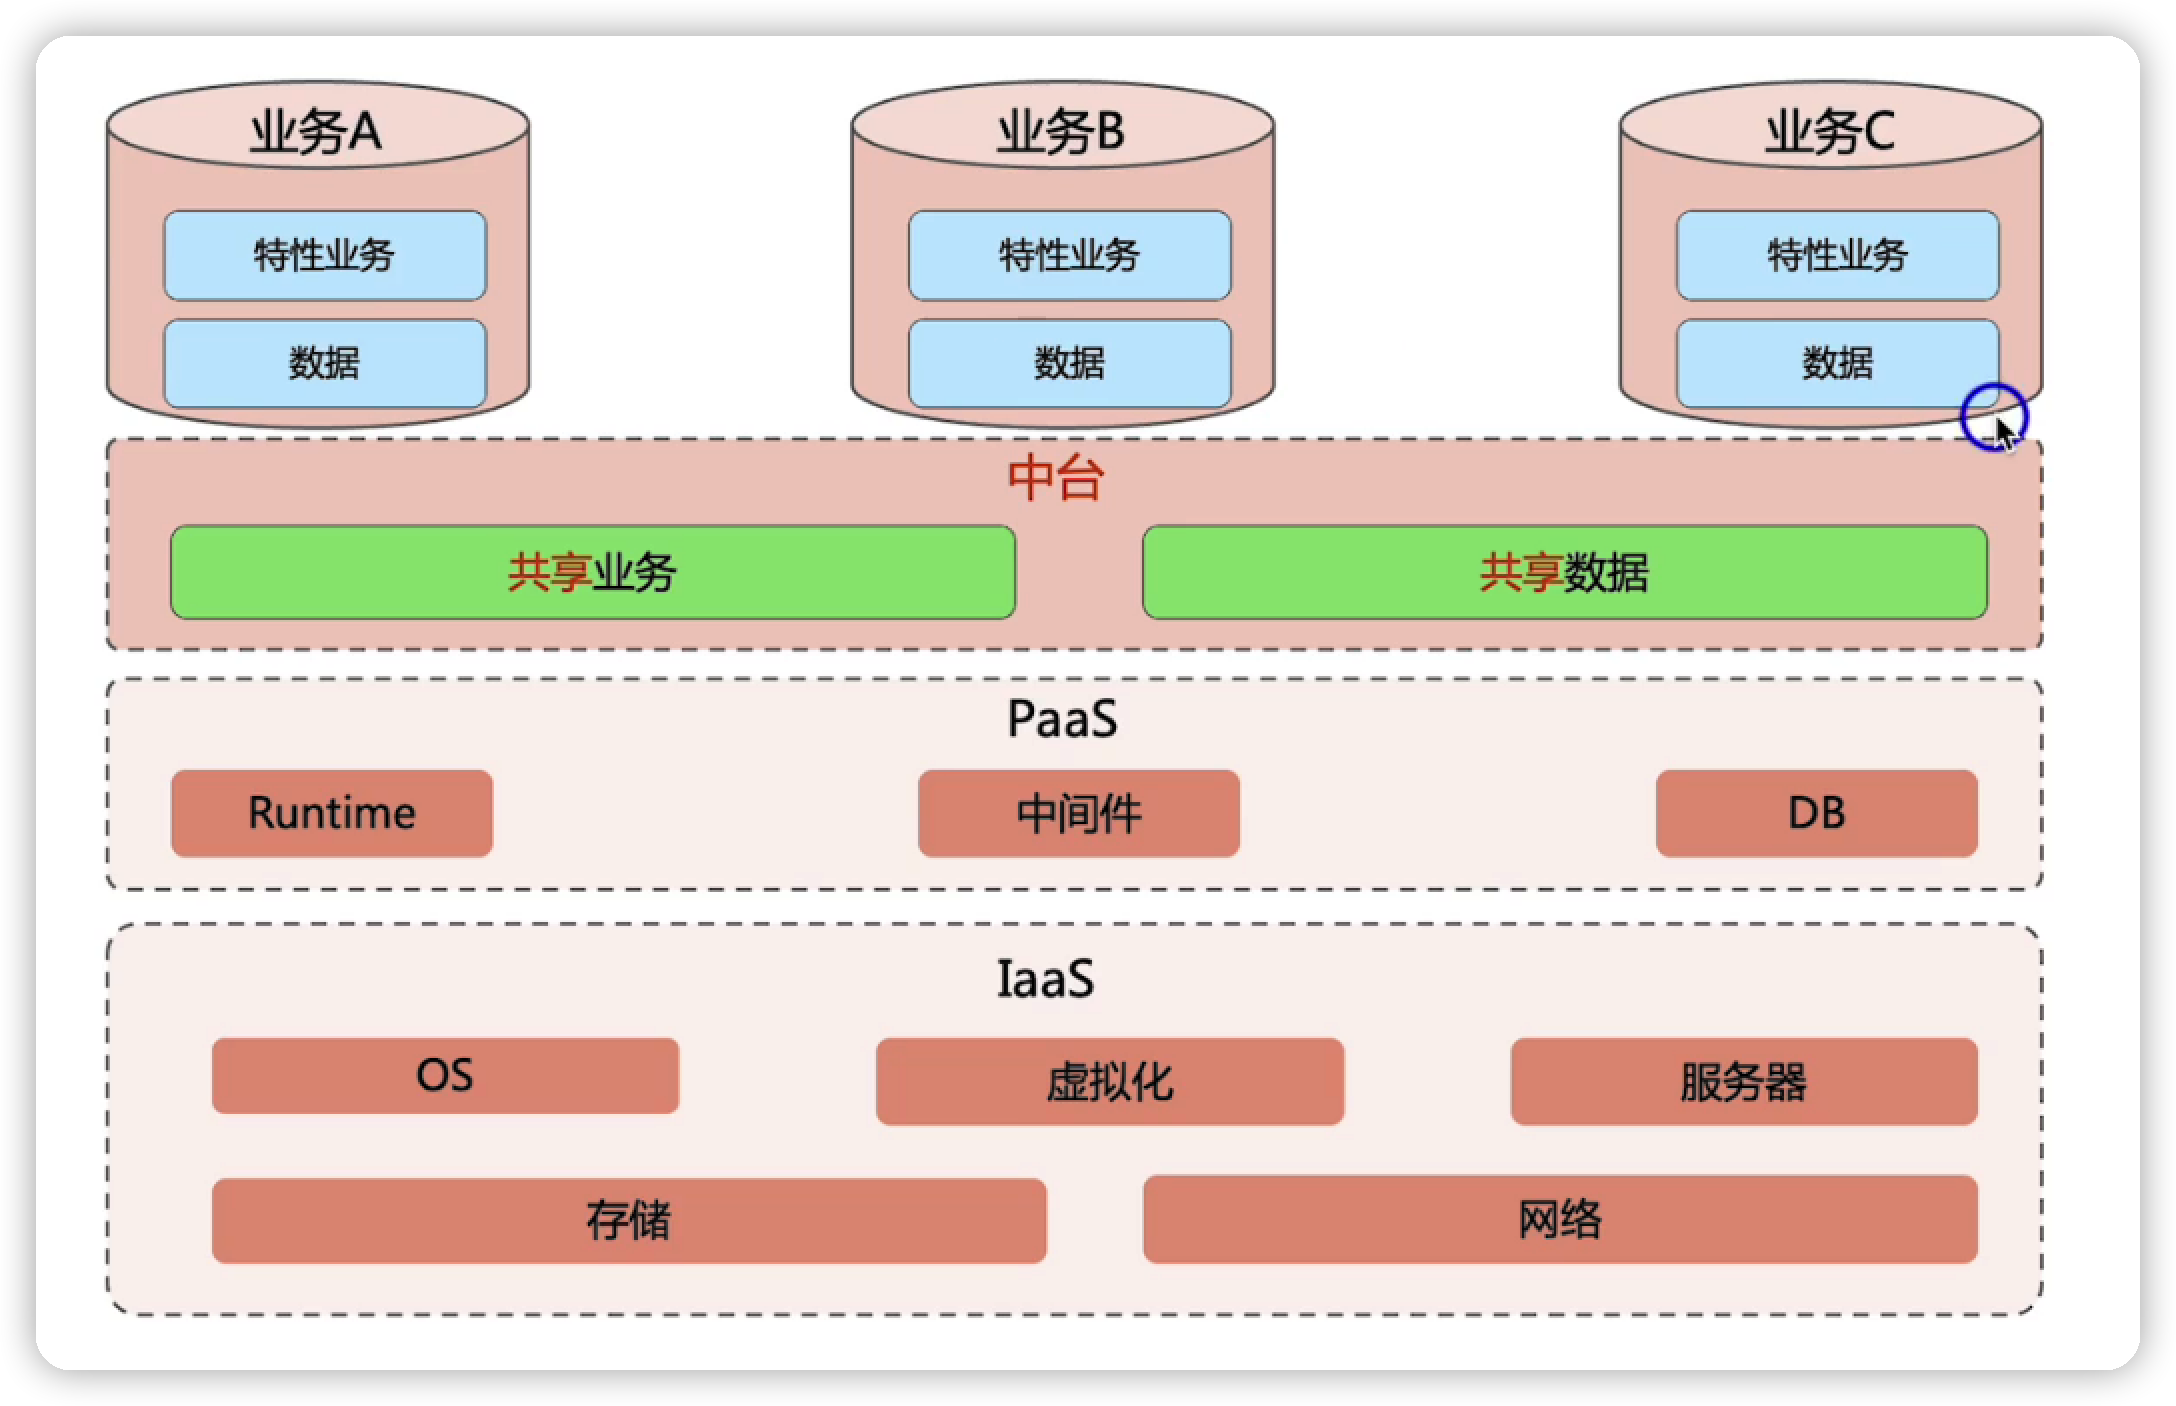 业务A
业务B
业务C
特性业务
特性业务
特性业务
数据
数据
数据
中台
共享业务
共享数据
PaaS
Runtime
中间件
DB
IaaS
OS
虚拟化
服务器
存储
网络